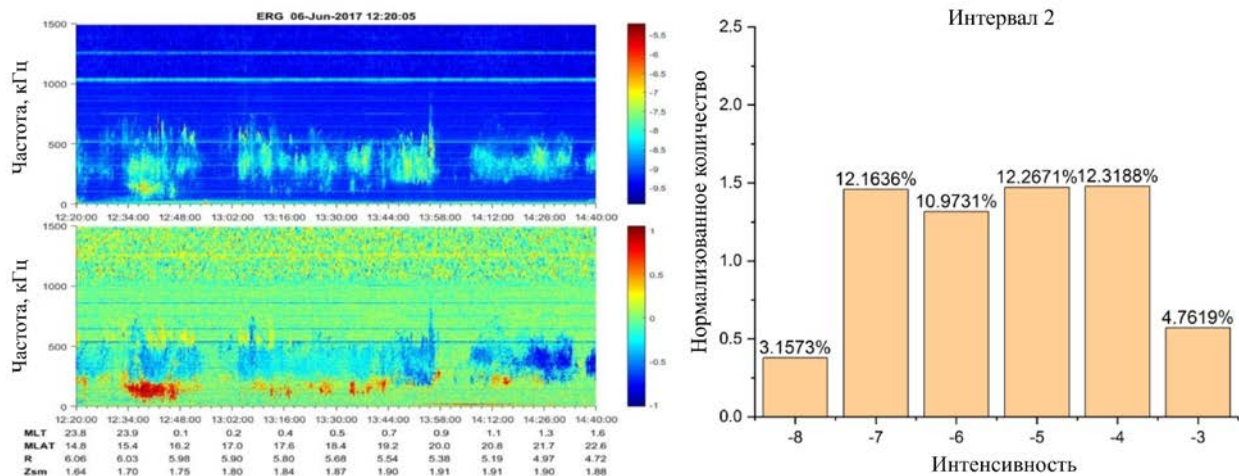 ERG 06-Jun-2017 12:20:05
Частота, кГц
1500
1000
500
0
12:20:00 12:34:00 12:48:00 13:02:00 13:16:00 13:30:00 13:44:00 13:58:00 14:12:00 14:26:00 14:40:00
-5.5
-6
-6.5
-7
-7.5
-8
-8.5
-9
-9.5
Частота, кГц
1500
1000
500
0
12:20:00 12:34:00 12:48:00 13:02:00 13:16:00 13:30:00 13:44:00 13:58:00 14:12:00 14:26:00 14:40:00
1
0.5
0
-0.5
-1
MLT 23.8 23.9 0.1 0.2 0.4 0.5 0.7 0.9 1.1 1.3 1.6
MLAT 14.8 15.4 16.2 17.0 17.6 18.4 19.2 20.0 20.8 21.7 22.6
R 6.06 6.03 5.98 5.90 5.80 5.68 5.54 5.38 5.19 4.97 4.72
Zsm 1.64 1.70 1.75 1.80 1.84 1.87 1.90 1.91 1.91 1.90 1.88
Интервал 2
Нормализованное количество
2.5
2.0
1.5
1.0
0.5
0.0
3.1573%
12.1636%
10.9731%
12.2671%
12.3188%
4.7619%
-8 -7 -6 -5 -4 -3
Интенсивность